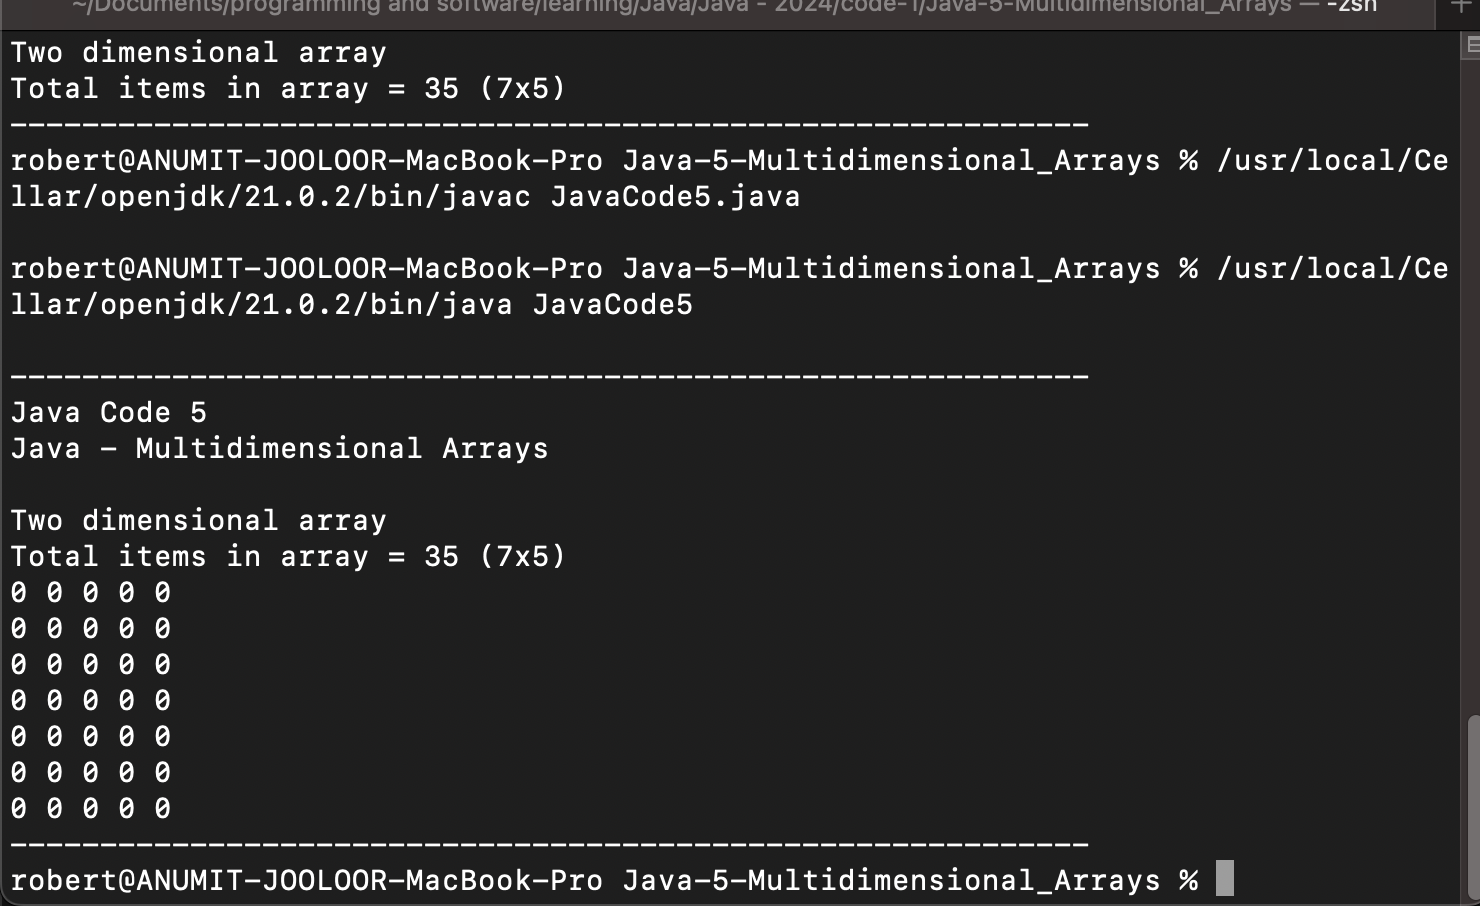 ~/Documents/programming and software/learning/Java/Java - 2024/code-1/Java-5-Multidimensional_Arrays — -zsh
Two dimensional array
Total items in array = 35 (7x5)
------------------------------------------------------------
robert@ANUMIT-JOOLOOR-MacBook-Pro Java-5-Multidimensional_Arrays % /usr/local/Ce
llar/openjdk/21.0.2/bin/javac JavaCode5.java
robert@ANUMIT-JOOLOOR-MacBook-Pro Java-5-Multidimensional_Arrays % /usr/local/Ce
llar/openjdk/21.0.2/bin/java JavaCode5
------------------------------------------------------------
Java Code 5
Java - Multidimensional Arrays
Two dimensional array
Total items in array = 35 (7x5)
0 0 0 0 0
0 0 0 0 0
0 0 0 0 0
0 0 0 0 0
0 0 0 0 0
0 0 0 0 0
0 0 0 0 0
------------------------------------------------------------
robert@ANUMIT-JOOLOOR-MacBook-Pro Java-5-Multidimensional_Arrays %